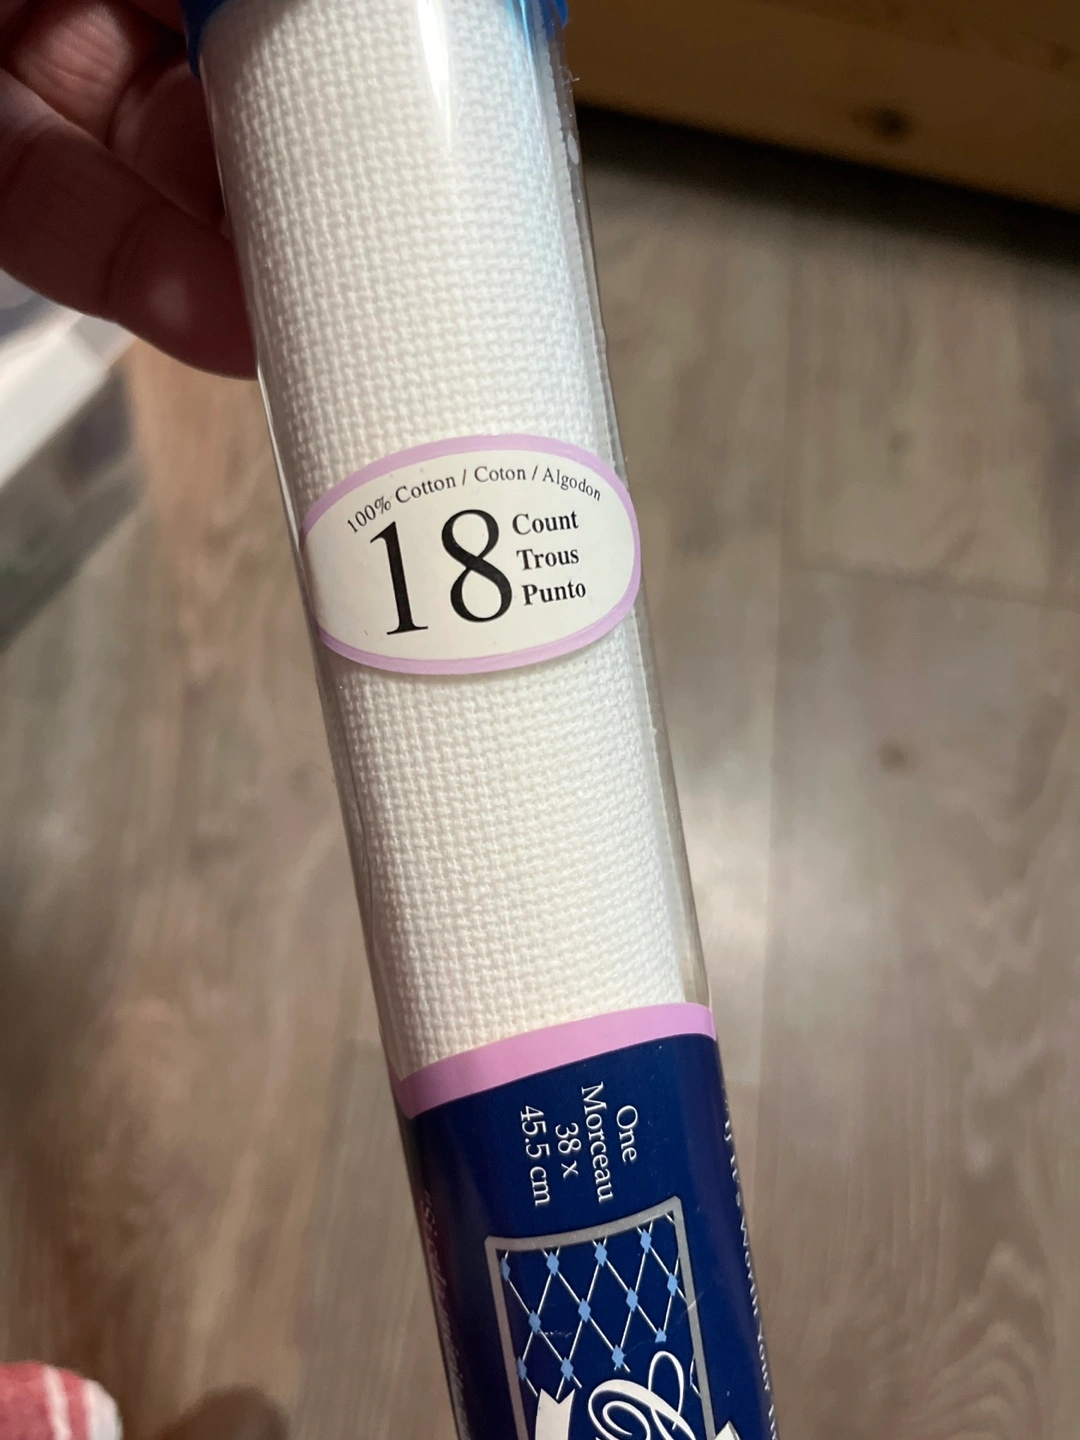 100% Cotton / Coton / Algodon
18
Count
Trous
Punto
One
Morceau
38 x
45.5 cm